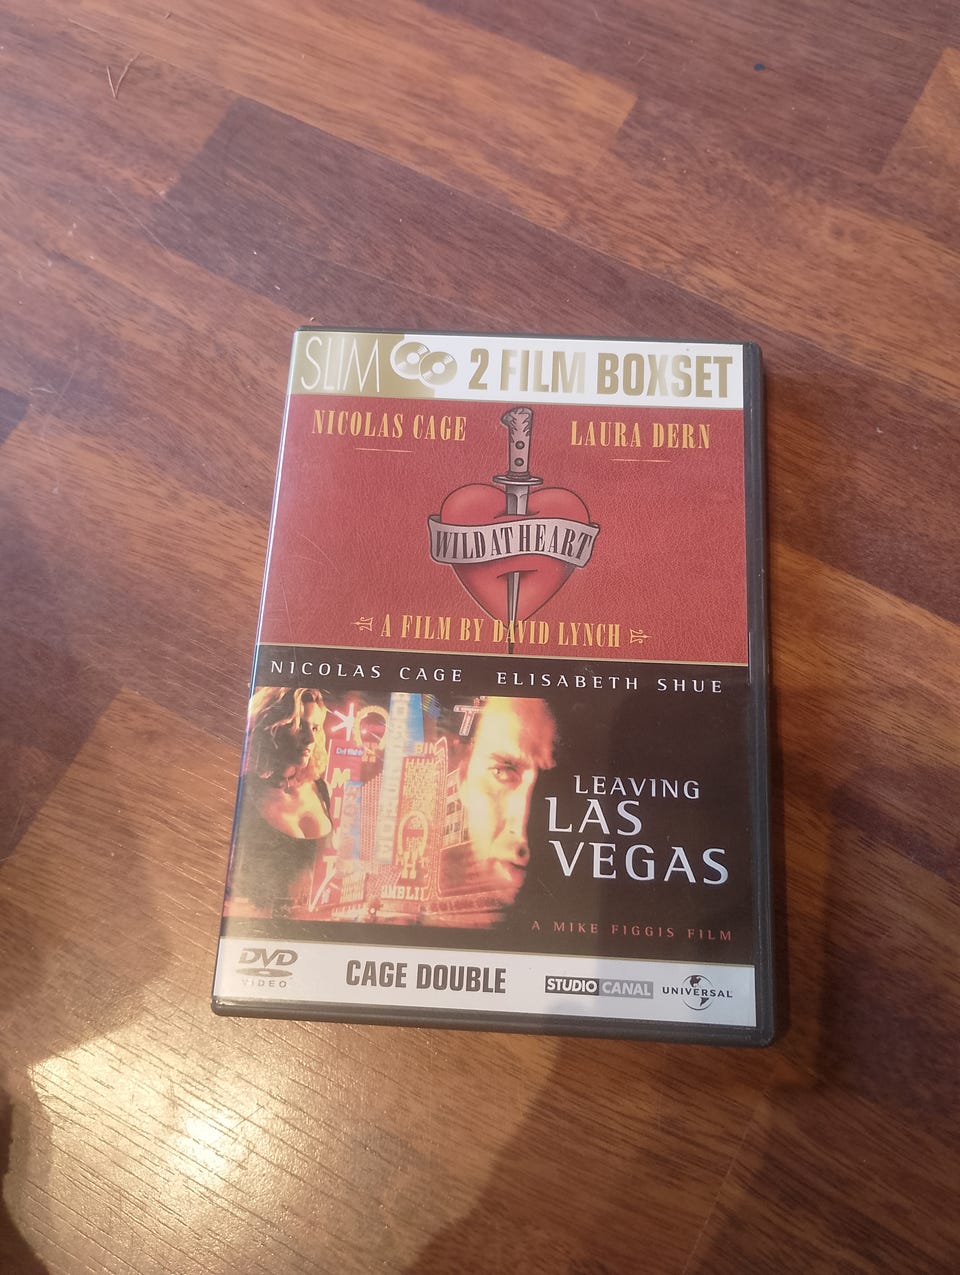 SLIM 2 FILM BOXSET
NICOLAS CAGE LAURA DERN
WILD AT HEART
A FILM BY DAVID LYNCH
NICOLAS CAGE ELISABETH SHUE
LEAVING
LAS
VEGAS
A MIKE FIGGIS FILM
DVD
VIDEO
CAGE DOUBLE
STUDIO CANAL
UNIVERSAL